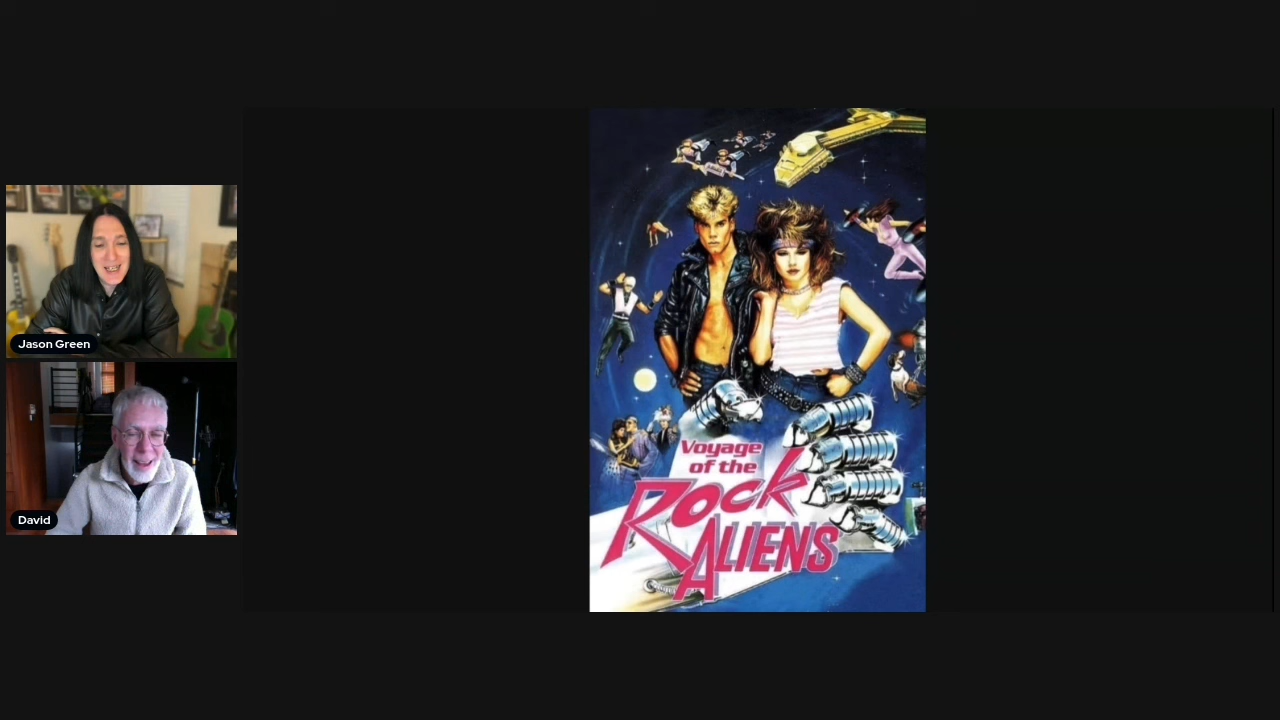 Jason Green
David
Voyage
of the
Rock
ALIENS